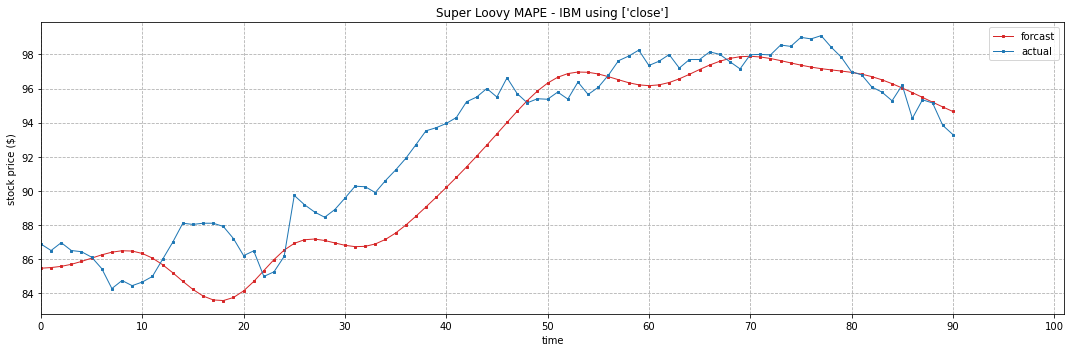 Super Loovy MAPE - IBM using ['close']
forcast
actual
stock price ($)
98
96
94
92
90
88
86
84
0 10 20 30 40 50 60 70 80 90 100
time